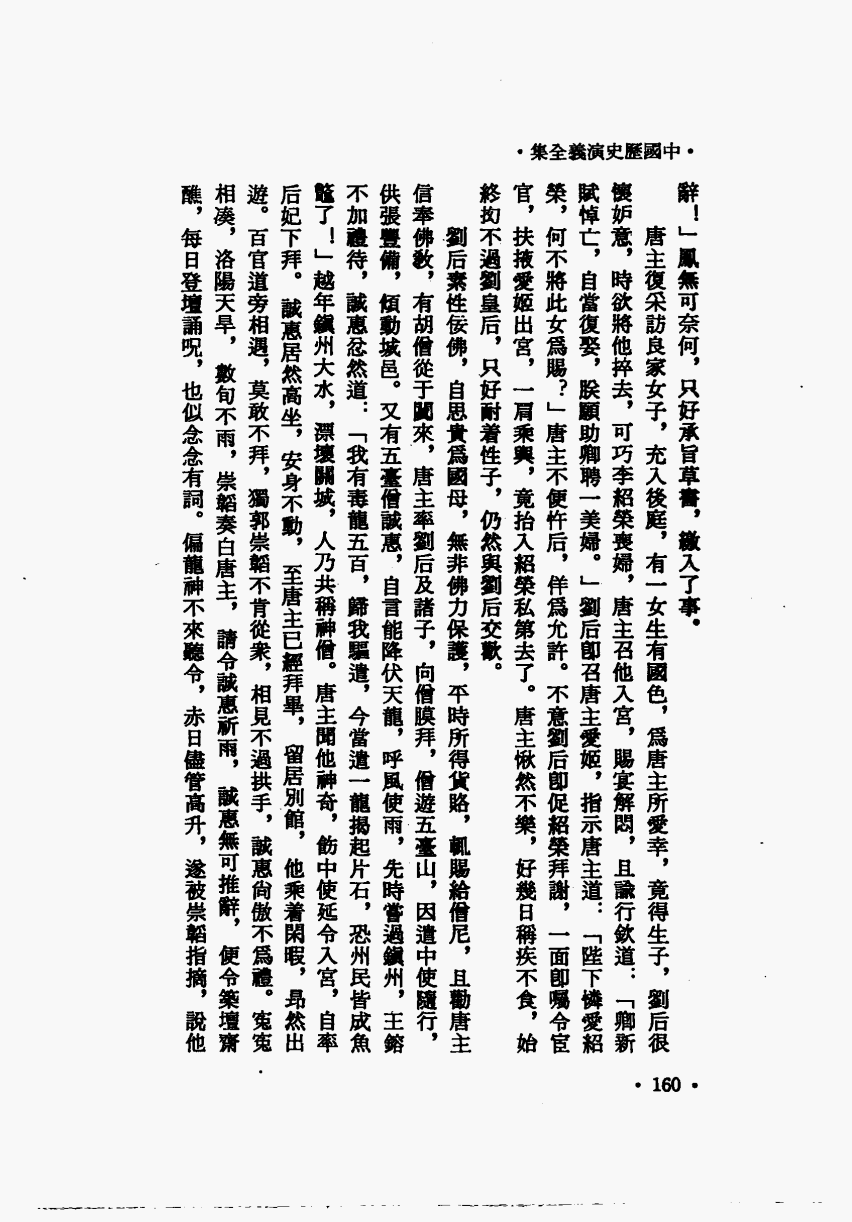 ·中國歷史演義全集·
辭！」鳳無可奈何，只好承旨草書，繳入了事。
唐主復采訪良家女子，充入後庭，有一女生有國色，爲唐主所愛幸，竟得生子，劉后很
懷妒意，時欲將他捽去，可巧李紹榮喪婦，唐主召他入宮，賜宴解悶，且諭行欽道：「卿新
賦悼亡，自當復娶，朕願助卿聘一美婦。」劉后卽召唐主愛姬，指示唐主道：「陛下憐愛紹
榮，何不將此女爲賜？」唐主不便忤后，佯爲允許。不意劉后卽促紹榮拜謝，一面卽囑令宦
官，扶掖愛姬出宮，一肩乘輿，竟抬入紹榮私第去了。唐主愀然不樂，好幾日稱疾不食，始
終拗不過劉皇后，只好耐着性子，仍然與劉后交歡。
劉后素性佞佛，自思貴爲國母，無非佛力保護，平時所得貨賂，輒賜給僧尼，且勸唐主
信奉佛敎，有胡僧從于闐來，唐主率劉后及諸子，向僧膜拜，僧遊五臺山，因遣中使隨行，
供張豐備，傾動城邑。又有五臺僧誠惠，自言能降伏天龍，呼風使雨，先時嘗過鎭州，王鎔
不加禮待，誠惠忿然道：「我有毒龍五百，歸我驅遣，今當遣一龍揭起片石，恐州民皆成魚
鼈了！」越年鎭州大水，漂壞關城，人乃共稱神僧。唐主聞他神奇，飭中使延令入宮，自率
后妃下拜。誠惠居然高坐，安身不動，至唐主已經拜畢，留居別館，他乘着閑暇，昂然出
遊。百官道旁相遇，莫敢不拜，獨郭崇韜不肯從衆，相見不過拱手，誠惠尙傲不爲禮。寃寃
相湊，洛陽天旱，數旬不雨，崇韜奏白唐主，請令誠惠祈雨，誠惠無可推辭，便令築壇齋
醮，每日登壇誦呪，也似念念有詞。偏龍神不來聽令，赤日儘管高升，遂被崇韜指摘，說他
·160·